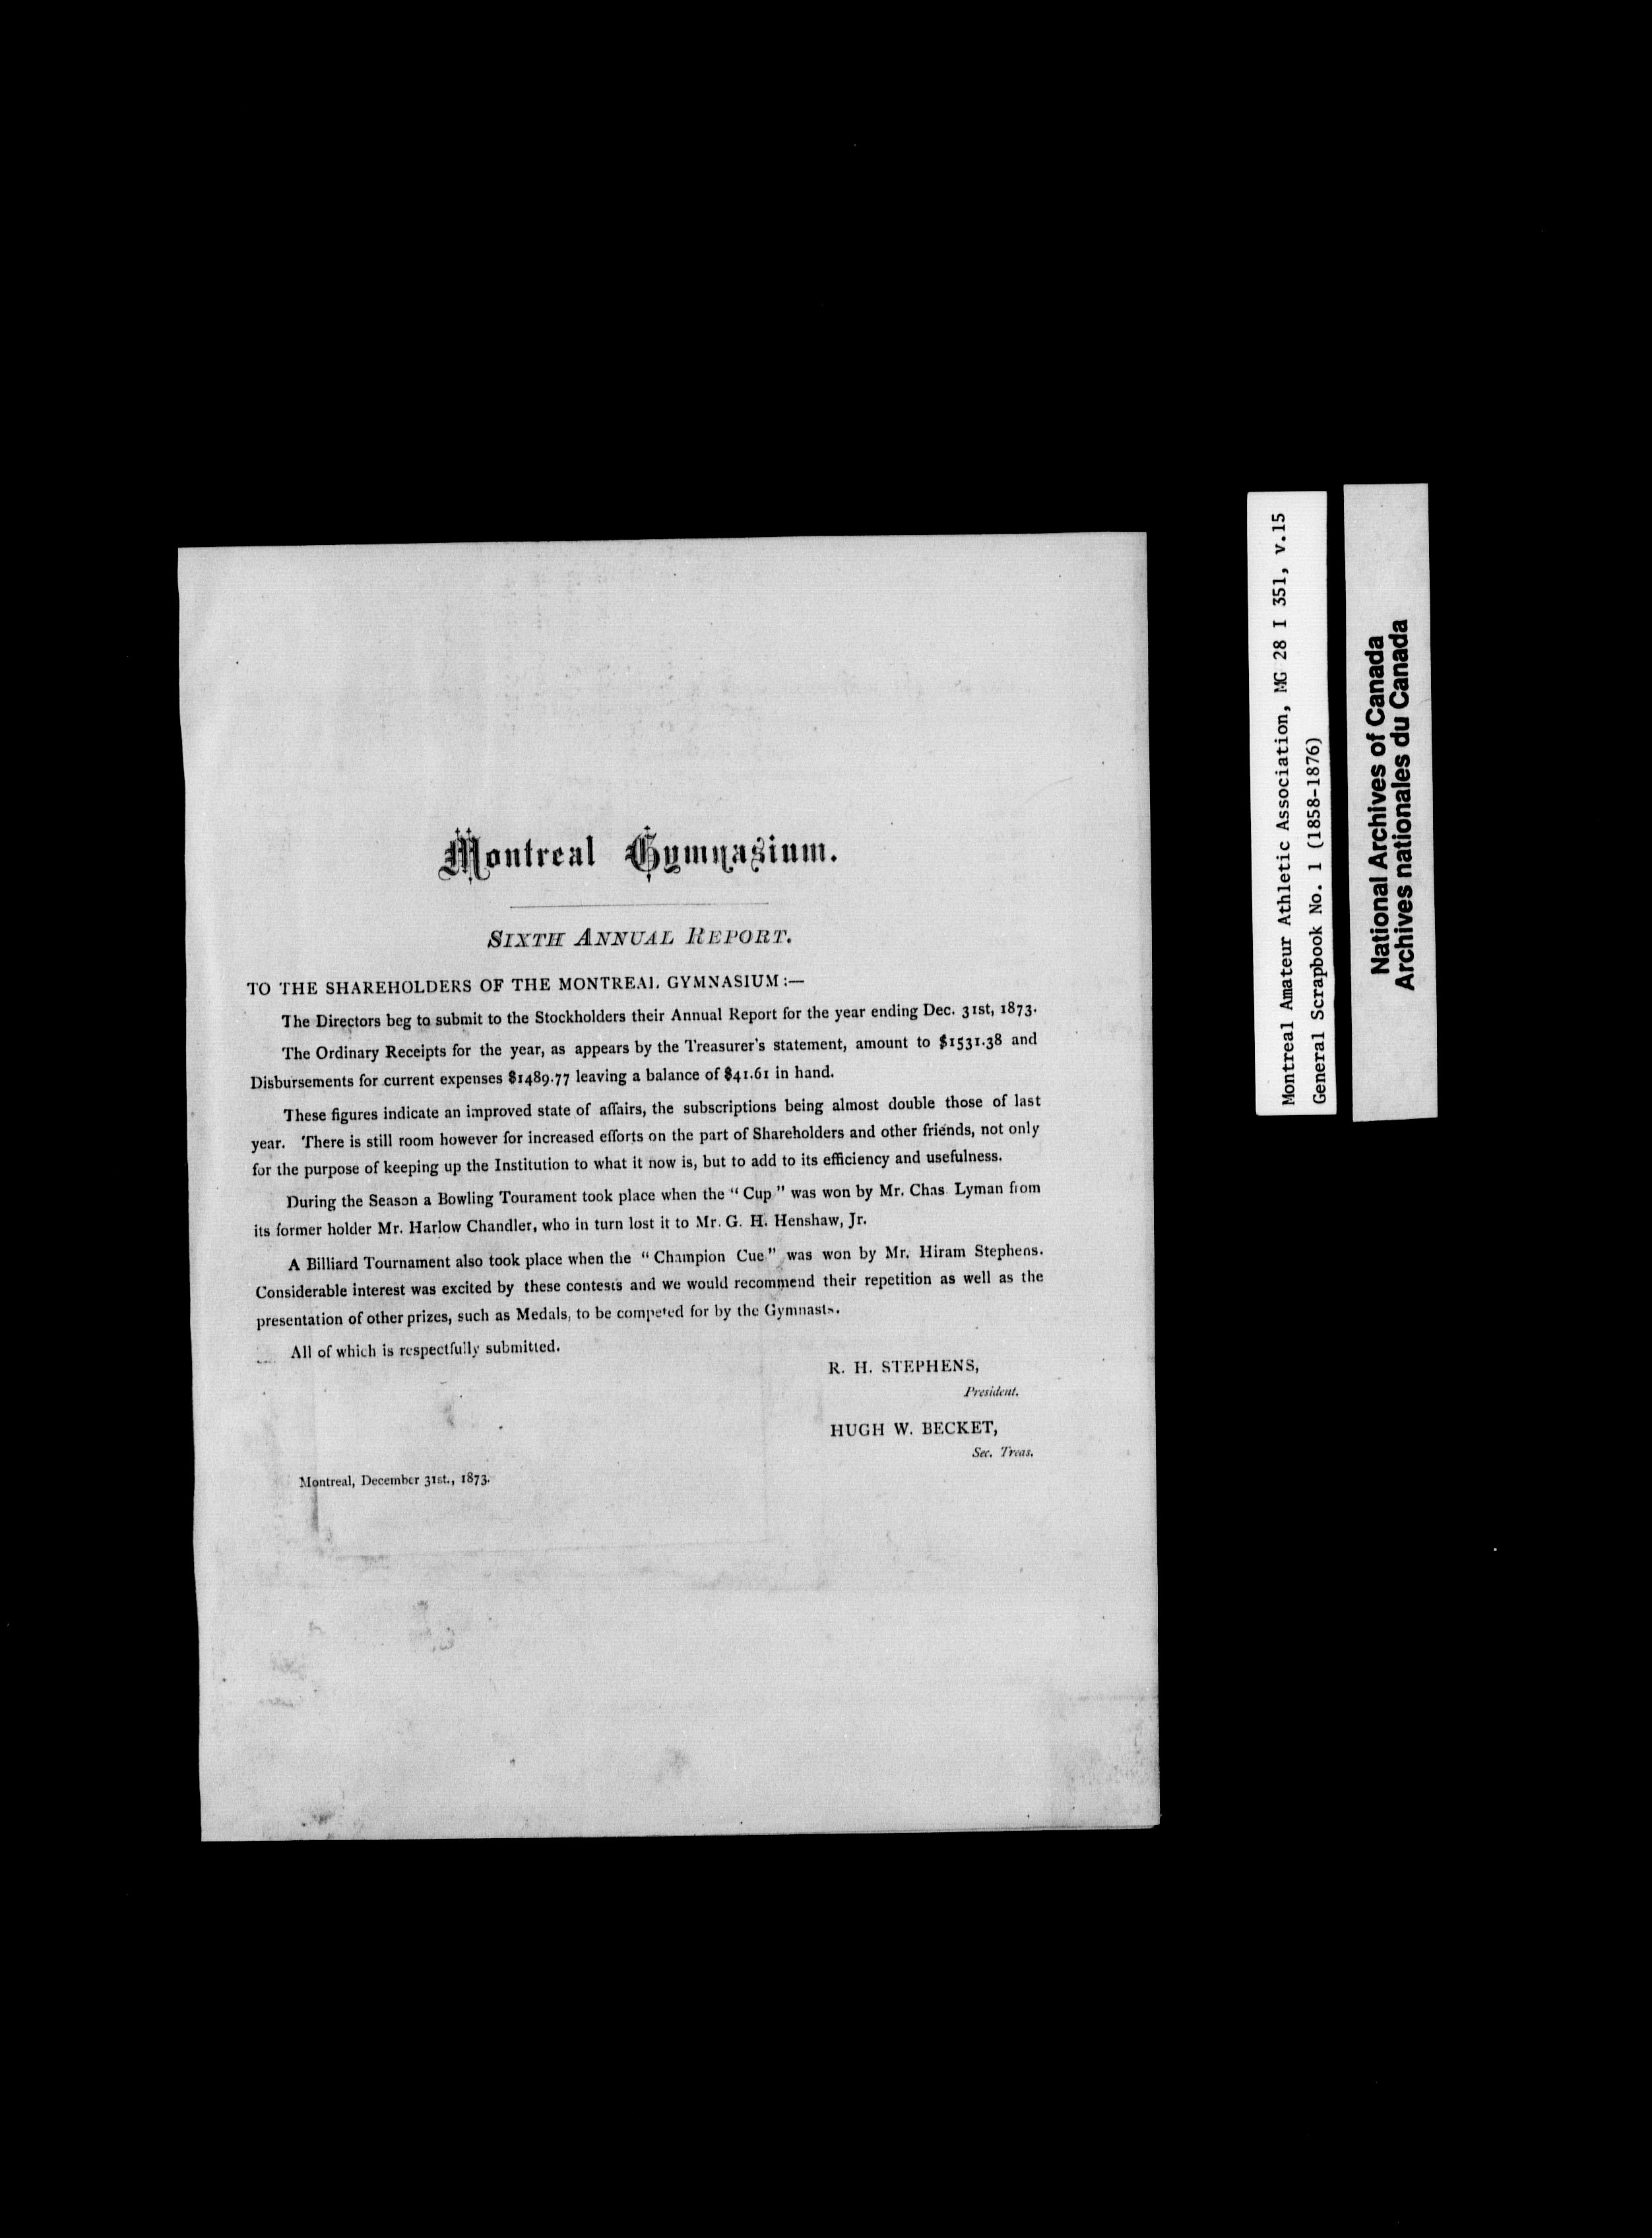 Montreal Gymnasium.
SIXTH ANNUAL REPORT.
TO THE SHAREHOLDERS OF THE MONTREAL GYMNASIUM:—
The Directors beg to submit to the Stockholders their Annual Report for the year ending Dec. 31st, 1873.
The Ordinary Receipts for the year, as appears by the Treasurer's statement, amount to $1531.38 and
Disbursements for current expenses $1489.77 leaving a balance of $41.61 in hand.
These figures indicate an improved state of affairs, the subscriptions being almost double those of last
year. There is still room however for increased efforts on the part of Shareholders and other friends, not only
for the purpose of keeping up the Institution to what it now is, but to add to its efficiency and usefulness.
During the Season a Bowling Tourament took place when the "Cup" was won by Mr. Chas. Lyman from
its former holder Mr. Harlow Chandler, who in turn lost it to Mr. G. H. Henshaw, Jr.
A Billiard Tournament also took place when the "Champion Cue" was won by Mr. Hiram Stephens.
Considerable interest was excited by these contests and we would recommend their repetition as well as the
presentation of other prizes, such as Medals, to be competed for by the Gymnasts.
All of which is respectfully submitted.
R. H. STEPHENS,
President.
HUGH W. BECKET,
Sec. Treas.
Montreal, December 31st., 1873.
Montreal Amateur Athletic Association, MG 28 I 351, v.15
General Scrapbook No. 1 (1858-1876)
National Archives of Canada
Archives nationales du Canada